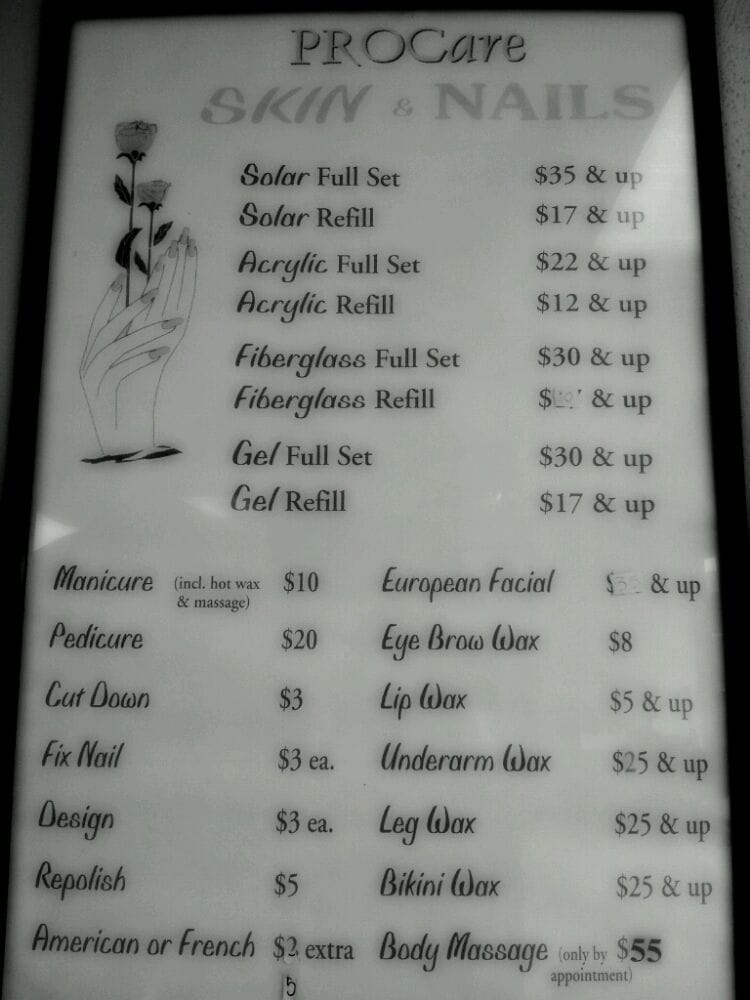 PROCare
SKIN & NAILS
Solar Full Set $35 & up
Solar Refill $17 & up
Acrylic Full Set $22 & up
Acrylic Refill $12 & up
Fiberglass Full Set $30 & up
Fiberglass Refill $ & up
Gel Full Set $30 & up
Gel Refill $17 & up
Manicure (incl. hot wax $10 European Facial $ & up
& massage)
Pedicure $20 Eye Brow Wax $8
Cut Down $3 Lip Wax $5 & up
Fix Nail $3 ea. Underarm Wax $25 & up
Design $3 ea. Leg Wax $25 & up
Repolish $5 Bikini Wax $25 & up
American or French $2 extra Body Massage (only by $55
5 appointment)